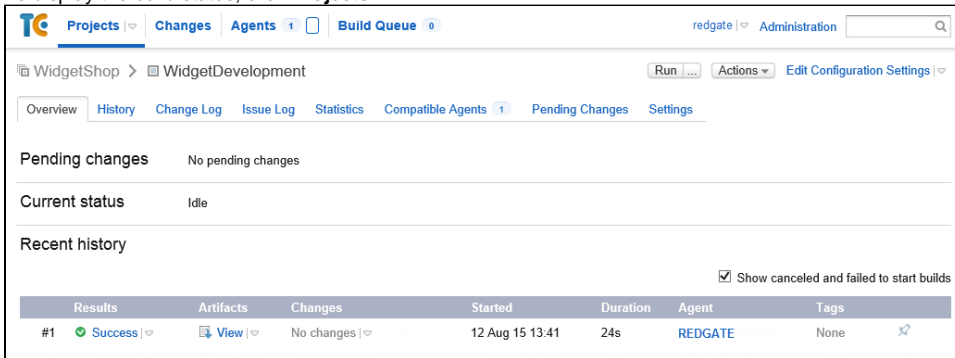 TC Projects Changes Agents 1 Build Queue 0 redgate Administration
WidgetShop > WidgetDevelopment Run ... Actions Edit Configuration Settings
Overview History Change Log Issue Log Statistics Compatible Agents 1 Pending Changes Settings
Pending changes No pending changes
Current status Idle
Recent history
Show canceled and failed to start builds
Results Artifacts Changes Started Duration Agent Tags
#1 Success View No changes 12 Aug 15 13:41 24s REDGATE None